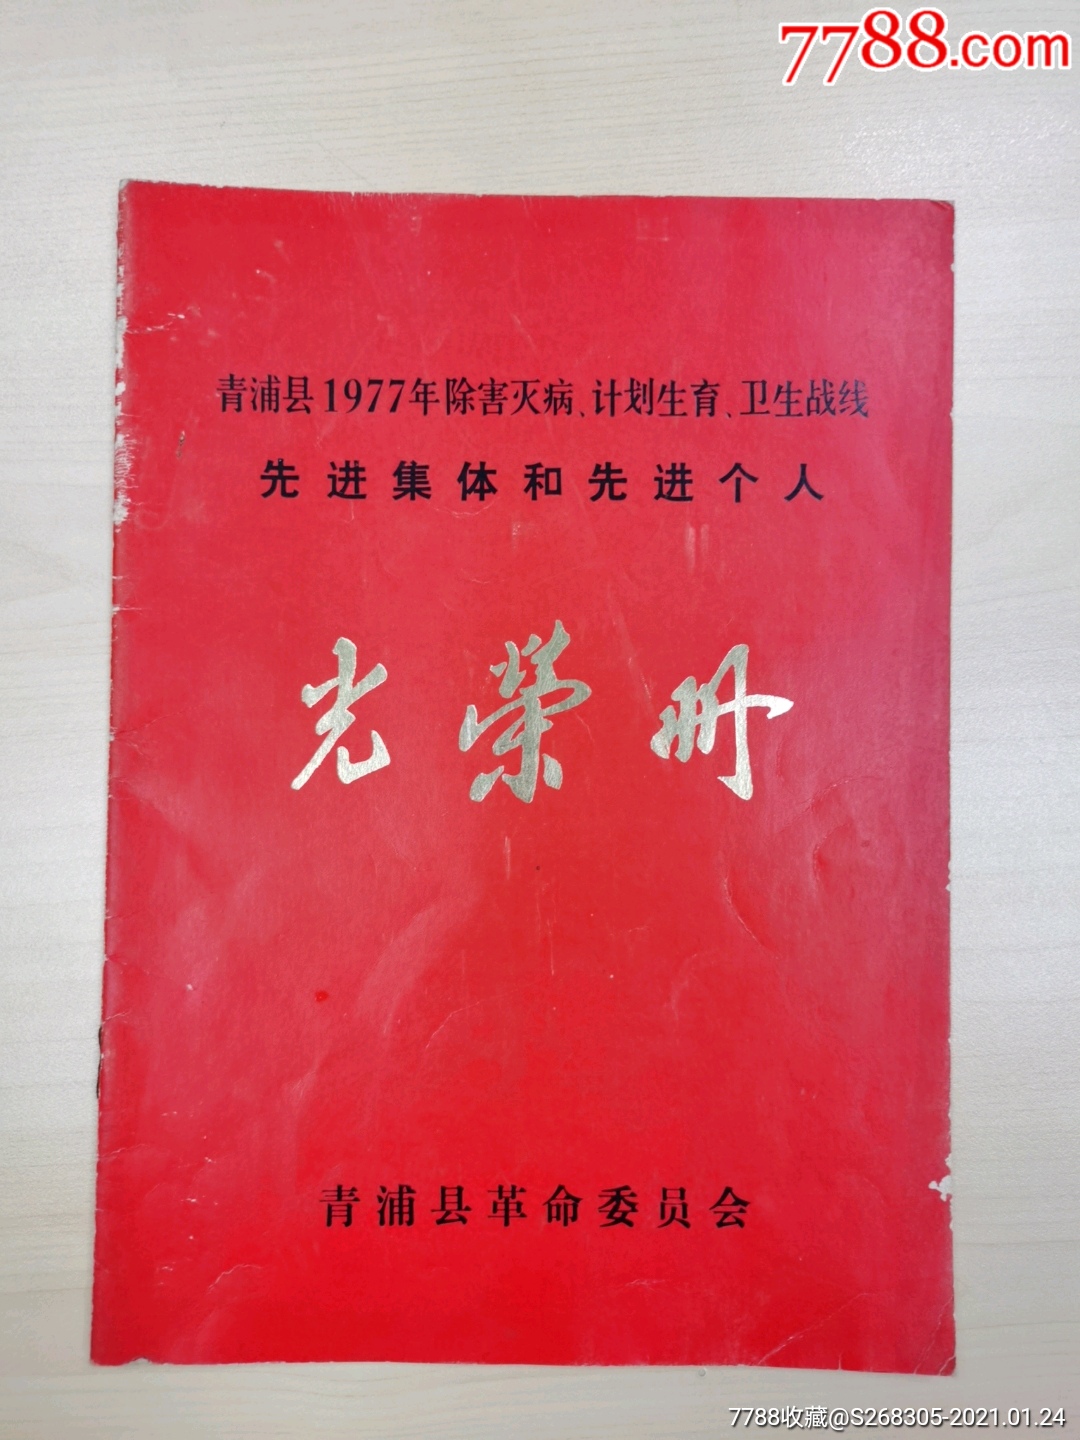 7788.com
青浦县1977年除害灭病、计划生育、卫生战线
先进集体和先进个人
光荣册
青浦县革命委员会
7788收藏@S268305-2021.01.24